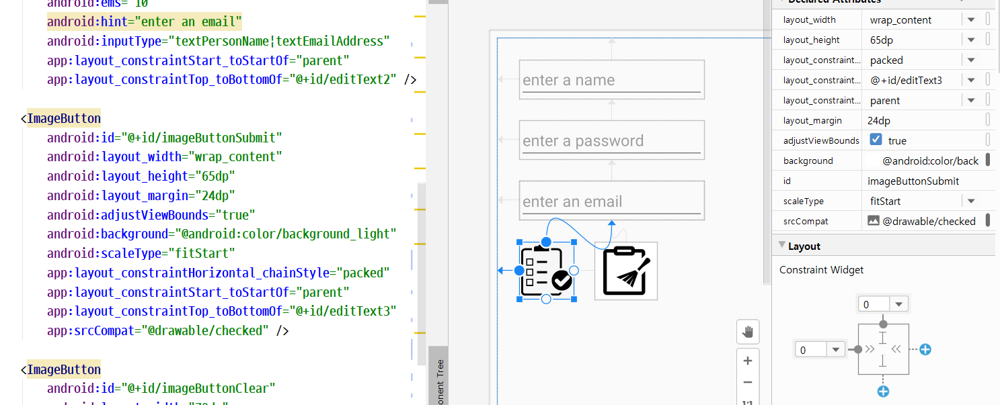 android:ems="10"
android:hint="enter an email"
android:inputType="textPersonName|textEmailAddress"
app:layout_constraintStart_toStartOf="parent"
app:layout_constraintTop_toBottomOf="@+id/editText2" />
<ImageButton
android:id="@+id/imageButtonSubmit"
android:layout_width="wrap_content"
android:layout_height="65dp"
android:layout_margin="24dp"
android:adjustViewBounds="true"
android:background="@android:color/background_light"
android:scaleType="fitStart"
app:layout_constraintHorizontal_chainStyle="packed"
app:layout_constraintStart_toStartOf="parent"
app:layout_constraintTop_toBottomOf="@+id/editText3"
app:srcCompat="@drawable/checked" />
<ImageButton
android:id="@+id/imageButtonClear"
enter a name
enter a password
enter an email
onent Tree
1:1
Declared Attributes
layout_width wrap_content
layout_height 65dp
layout_constraint... packed
layout_constraint... @+id/editText3
layout_constraint... parent
layout_margin 24dp
adjustViewBounds true
background @android:color/back
id imageButtonSubmit
scaleType fitStart
srcCompat @drawable/checked
Layout
Constraint Widget
0
0